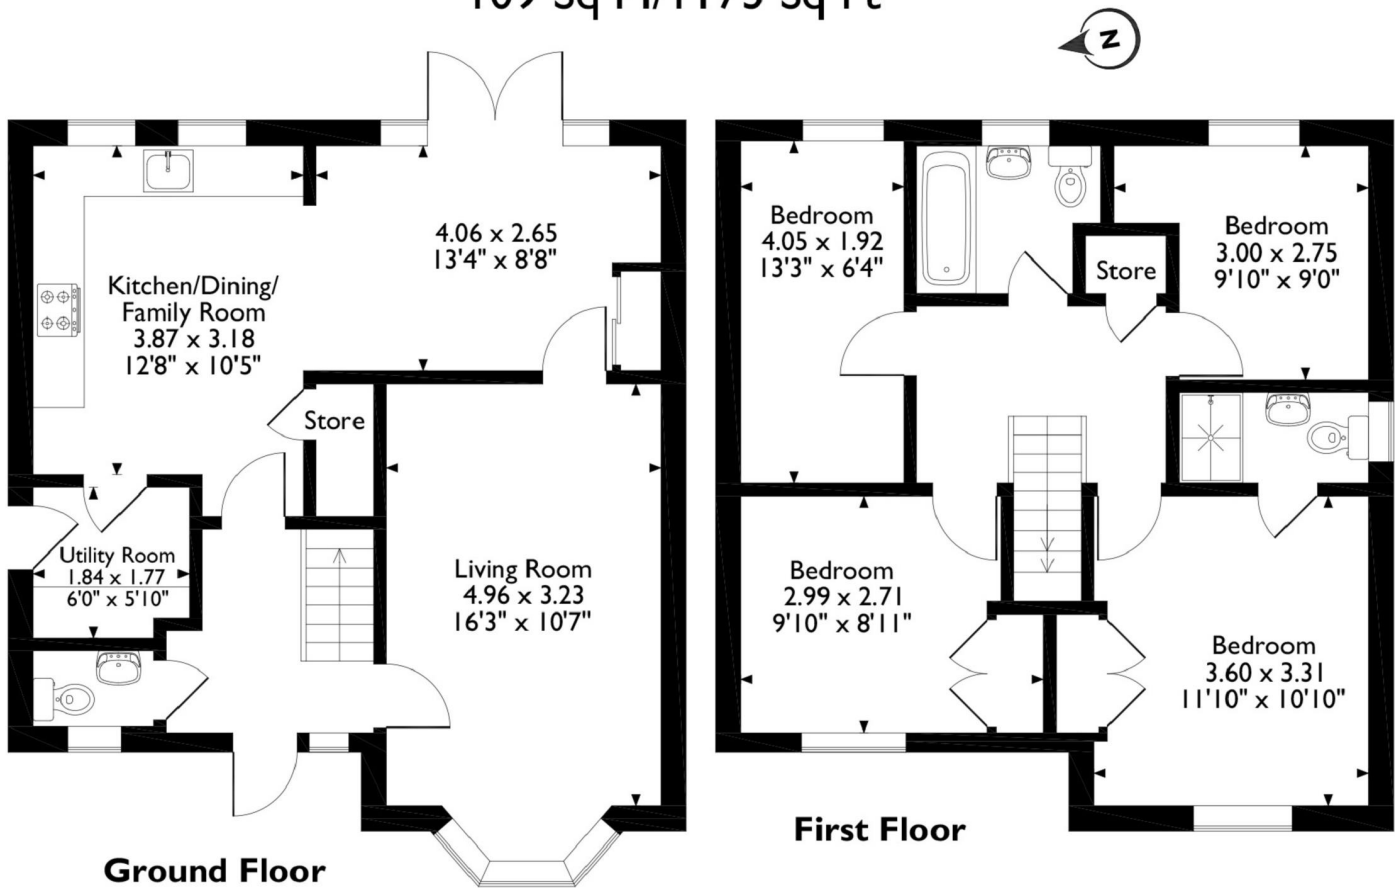 N
4.06 x 2.65
13'4" x 8'8"
Kitchen/Dining/
Family Room
3.87 x 3.18
12'8" x 10'5"
Store
Utility Room
1.84 x 1.77
6'0" x 5'10"
Living Room
4.96 x 3.23
16'3" x 10'7"
Ground Floor
Bedroom
4.05 x 1.92
13'3" x 6'4"
Store
Bedroom
3.00 x 2.75
9'10" x 9'0"
Bedroom
2.99 x 2.71
9'10" x 8'11"
Bedroom
3.60 x 3.31
11'10" x 10'10"
First Floor